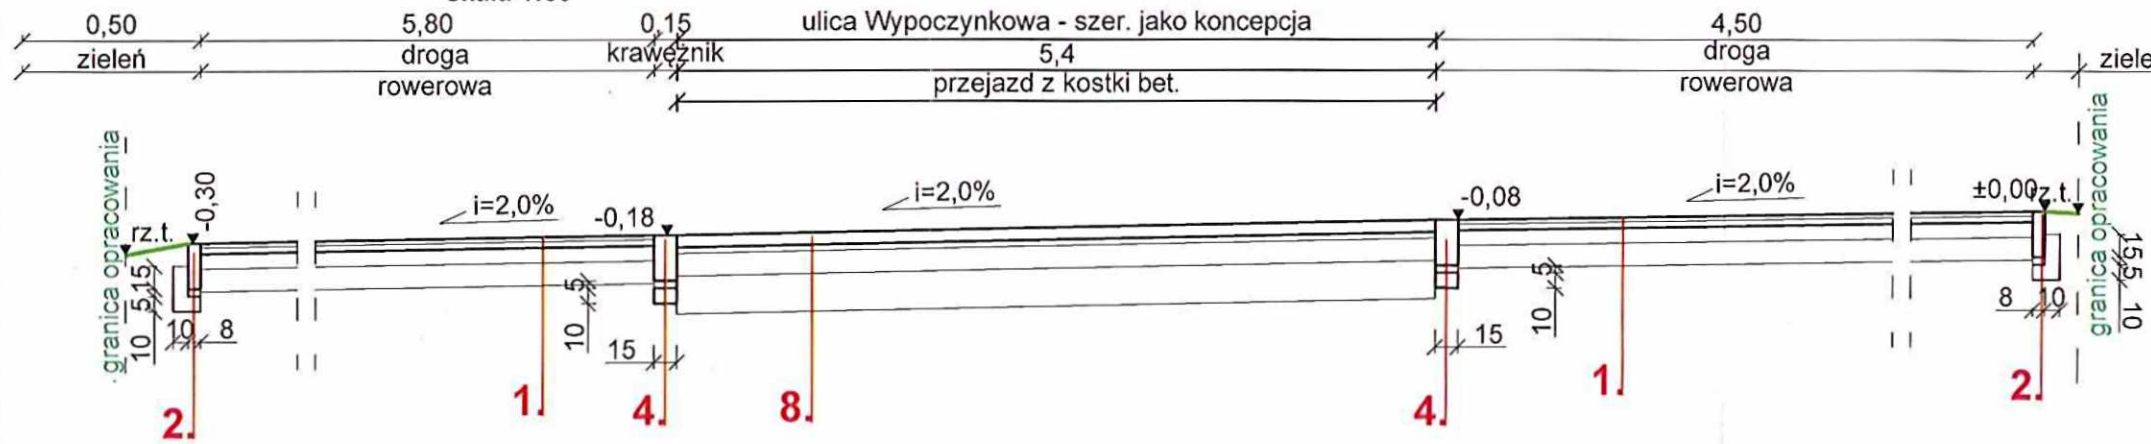 0,50
5,80
0,15
ulica Wypoczynkowa - szer. jako koncepcja
4,50
zieleń
droga
krawężnik
5,4
droga
rowerowa
przejazd z kostki bet.
rowerowa
granica opracowania
rz.t.
-0,30
i=2,0%
-0,18
i=2,0%
-0,08
i=2,0%
±0,00
rz.t.
granica opracowania
15
5
10
10
8
5
10
15
5
10
15
15
5
10
8
10
2.
1.
4.
8.
4.
1.
2.